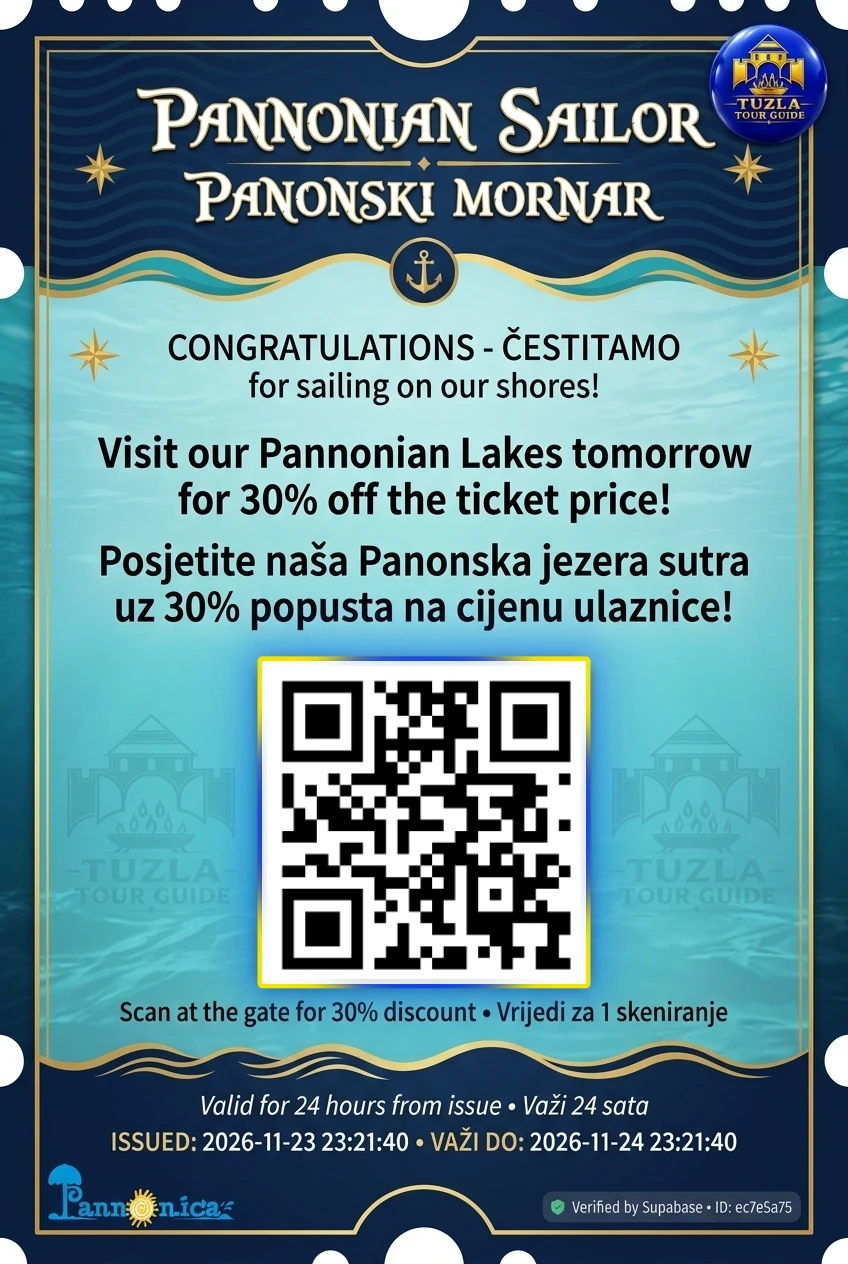 TUZLA
TOUR GUIDE
PANNONIAN SAILOR
PANONSKI MORNAR
CONGRATULATIONS - ČESTITAMO
for sailing on our shores!
Visit our Pannonian Lakes tomorrow
for 30% off the ticket price!
Posjetite naša Panonska jezera sutra
uz 30% popusta na cijenu ulaznice!
TUZLA
TOUR GUIDE
TUZLA
TOUR GUIDE
Scan at the gate for 30% discount • Vrijedi za 1 skeniranje
Valid for 24 hours from issue • Važi 24 sata
ISSUED: 2026-11-23 23:21:40 • VAŽI DO: 2026-11-24 23:21:40
Pannonica
Verified by Supabase • ID: ec7eSa75